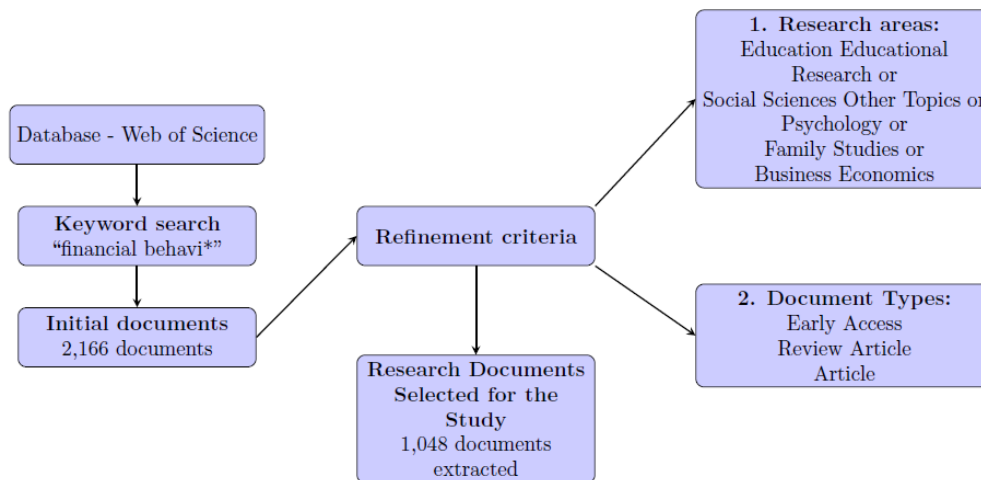 Database - Web of Science
Keyword search
“financial behavi*”
Initial documents
2,166 documents
Refinement criteria
Research Documents
Selected for the
Study
1,048 documents
extracted
1. Research areas:
Education Educational
Research or
Social Sciences Other Topics or
Psychology or
Family Studies or
Business Economics
2. Document Types:
Early Access
Review Article
Article